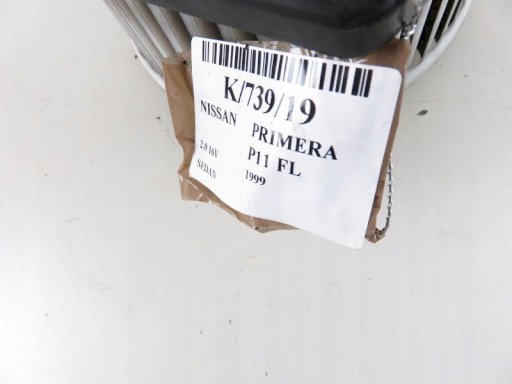 K/739/19
NISSAN PRIMERA
2.0 16V P11 FL
SEDAN 1999